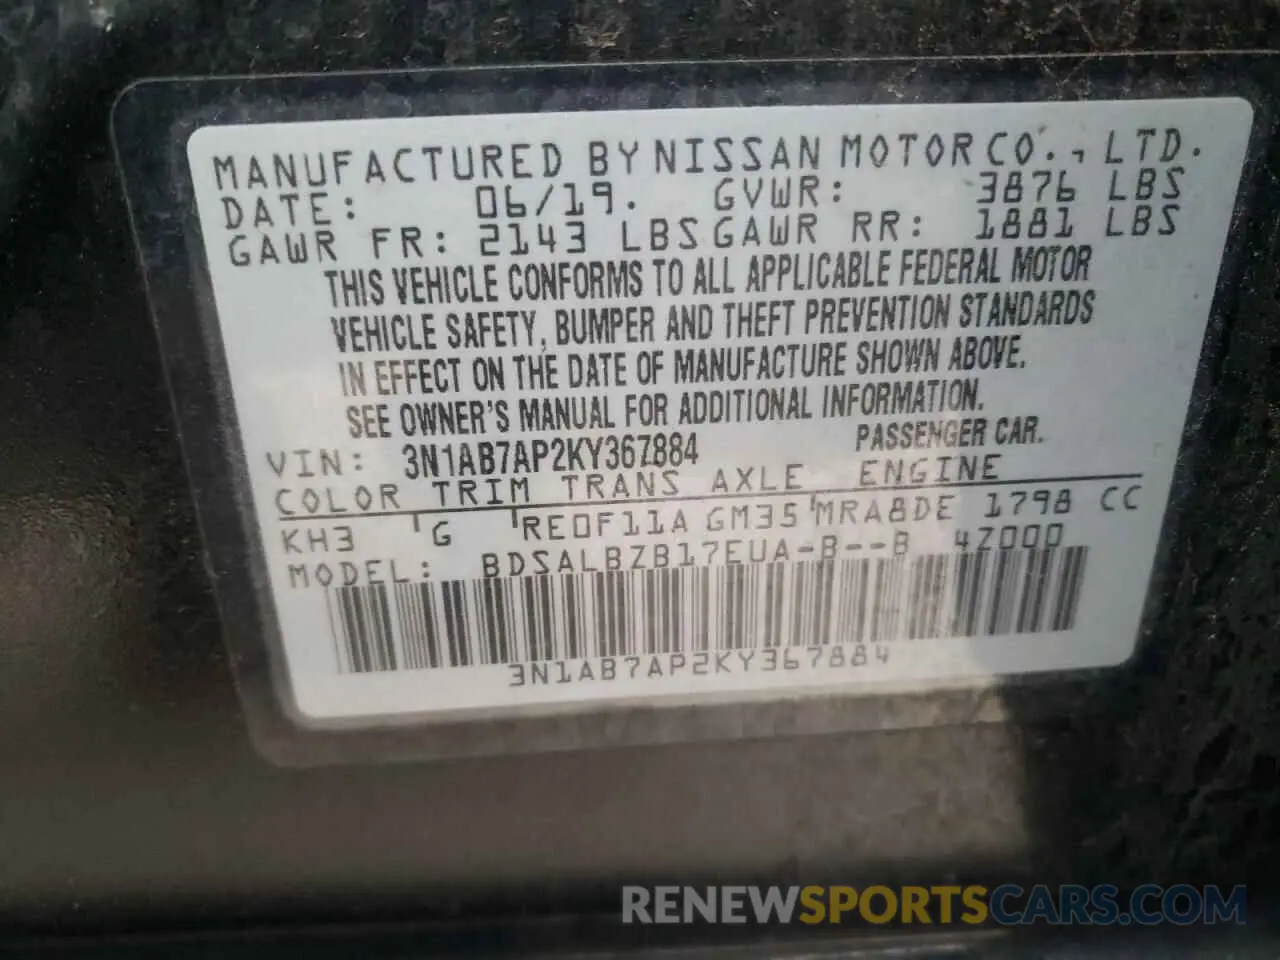 MANUFACTURED BY NISSAN MOTOR CO., LTD.
DATE: 06/19. GVWR: 3876 LBS
GAWR FR: 2143 LBS GAWR RR: 1881 LBS
THIS VEHICLE CONFORMS TO ALL APPLICABLE FEDERAL MOTOR
VEHICLE SAFETY, BUMPER AND THEFT PREVENTION STANDARDS
IN EFFECT ON THE DATE OF MANUFACTURE SHOWN ABOVE.
SEE OWNER'S MANUAL FOR ADDITIONAL INFORMATION.
VIN: 3N1AB7AP2KY367884 PASSENGER CAR.
COLOR TRIM TRANS AXLE ENGINE
KH3 G RE0F11A GM35 MRA8DE 1798 CC
MODEL: BDSALBZB17EUA-B--B 4Z000
3N1AB7AP2KY367884
RENEWSPORTSCARS.COM